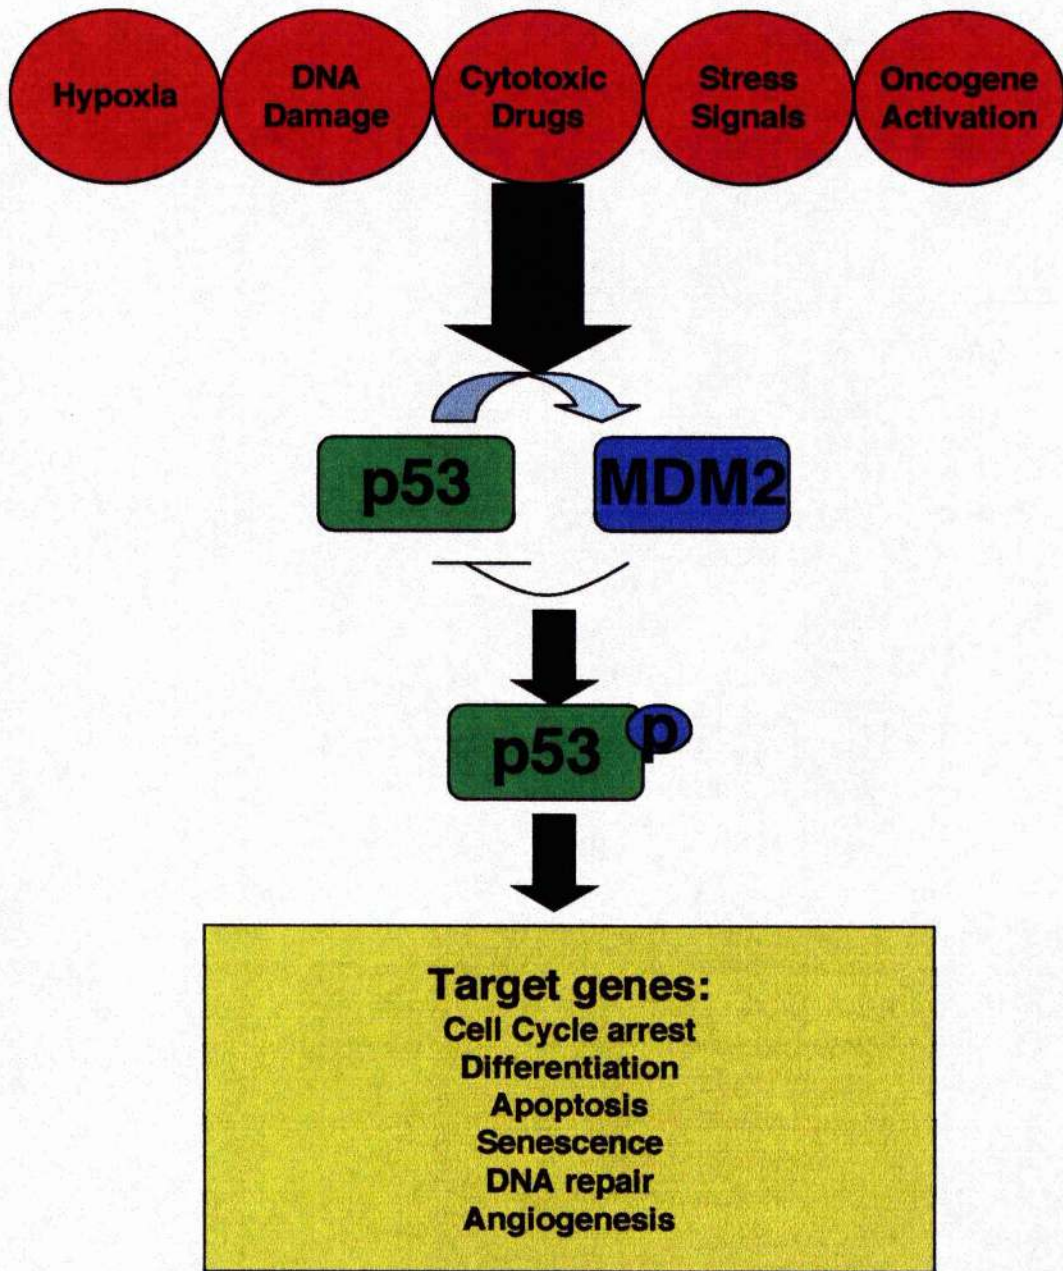 Hypoxia
DNA
Damage
Cytotoxic
Drugs
Stress
Signals
Oncogene
Activation
p53
MDM2
p53
p
Target genes:
Cell Cycle arrest
Differentiation
Apoptosis
Senescence
DNA repair
Angiogenesis